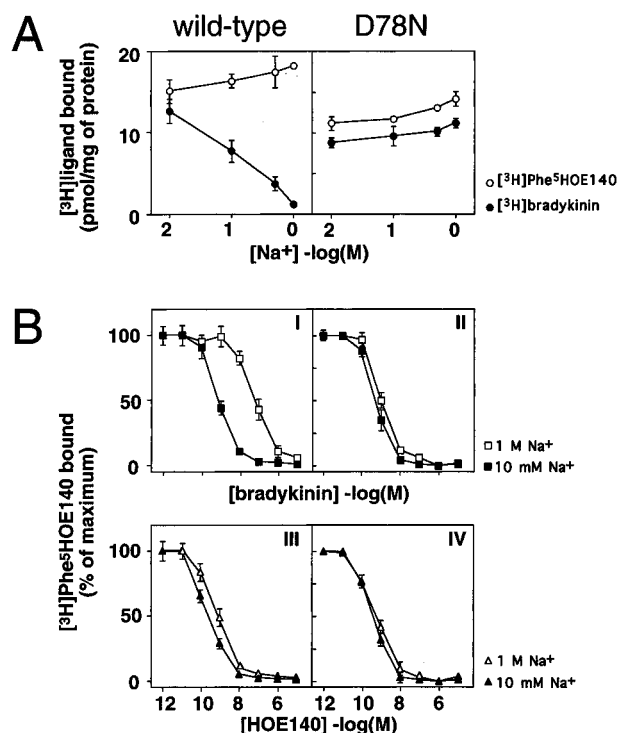 A
wild-type D78N
[³H]ligand bound
(pmol/mg of protein)
20
10
0
2 1 0 2 1 0
[Na⁺] -log(M)
[³H]Phe⁵HOE140
[³H]bradykinin
B
[³H]Phe⁵HOE140 bound
(% of maximum)
I II
100
50
0
1 M Na⁺
10 mM Na⁺
[bradykinin] -log(M)
III IV
100
50
0
1 M Na⁺
10 mM Na⁺
12 10 8 6 12 10 8 6
[HOE140] -log(M)